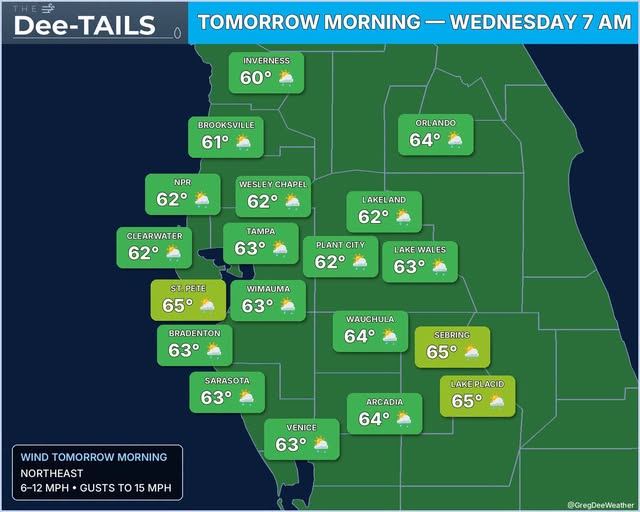 THE
Dee-TAILS
TOMORROW MORNING — WEDNESDAY 7 AM
INVERNESS
60°
BROOKSVILLE
61°
ORLANDO
64°
NPR
62°
WESLEY CHAPEL
62°
LAKELAND
62°
CLEARWATER
62°
TAMPA
63°
PLANT CITY
62°
LAKE WALES
63°
ST. PETE
65°
WIMAUMA
63°
BRADENTON
63°
WAUCHULA
64°
SEBRING
65°
SARASOTA
63°
ARCADIA
64°
LAKE PLACID
65°
VENICE
63°
WIND TOMORROW MORNING
NORTHEAST
6–12 MPH • GUSTS TO 15 MPH
@GregDeeWeather